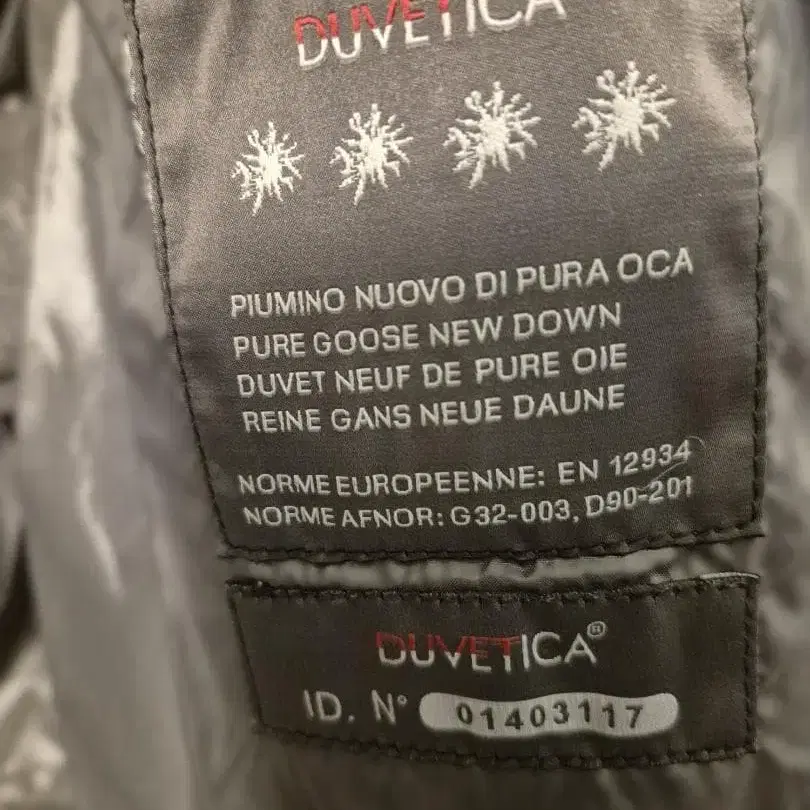 DUVETICA
PIUMINO NUOVO DI PURA OCA
PURE GOOSE NEW DOWN
DUVET NEUF DE PURE OIE
REINE GANS NEUE DAUNE
NORME EUROPEENNE: EN 12934
NORME AFNOR: G32-003, D90-201
DUVETICA®
ID. N° 01403117